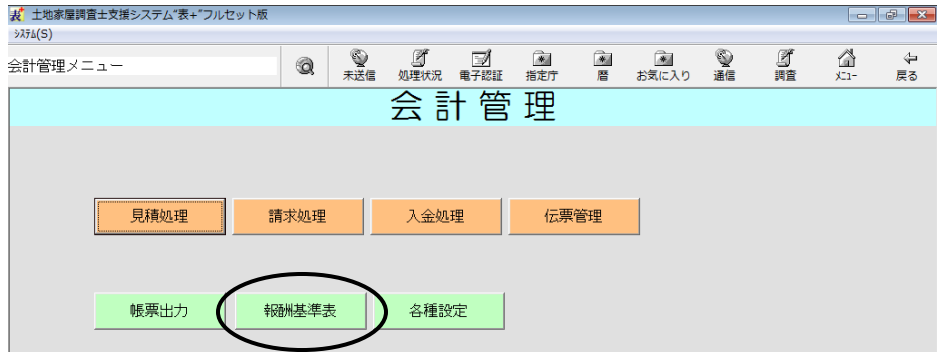 土地家屋調査士支援システム"表+"フルセット版
ｼｽﾃﾑ(S)
会計管理メニュー 未送信 処理状況 電子認証 指定庁 暦 お気に入り 通信 調査 ﾒﾆｭｰ 戻る
会計管理
見積処理 請求処理 入金処理 伝票管理
帳票出力 報酬基準表 各種設定